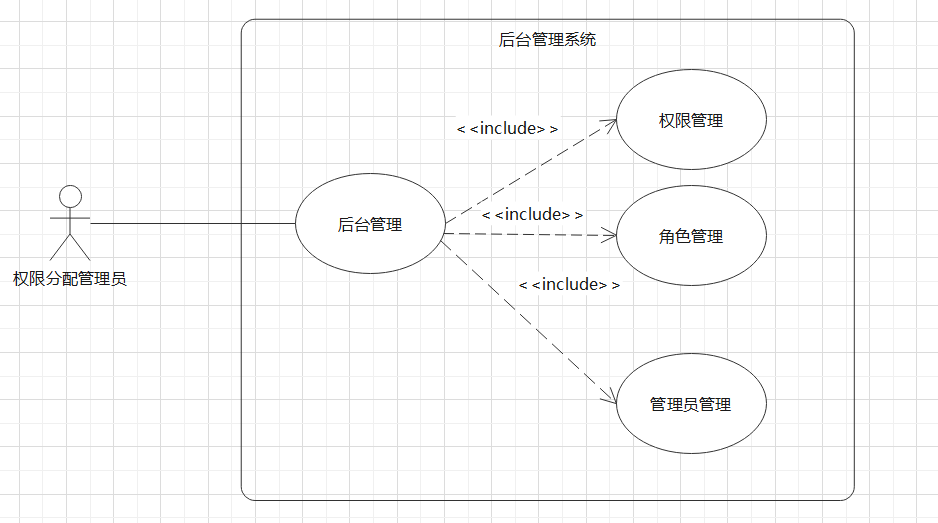 后台管理系统
权限管理
< <include> >
角色管理
< <include> >
后台管理
< <include> >
权限分配管理员
管理员管理